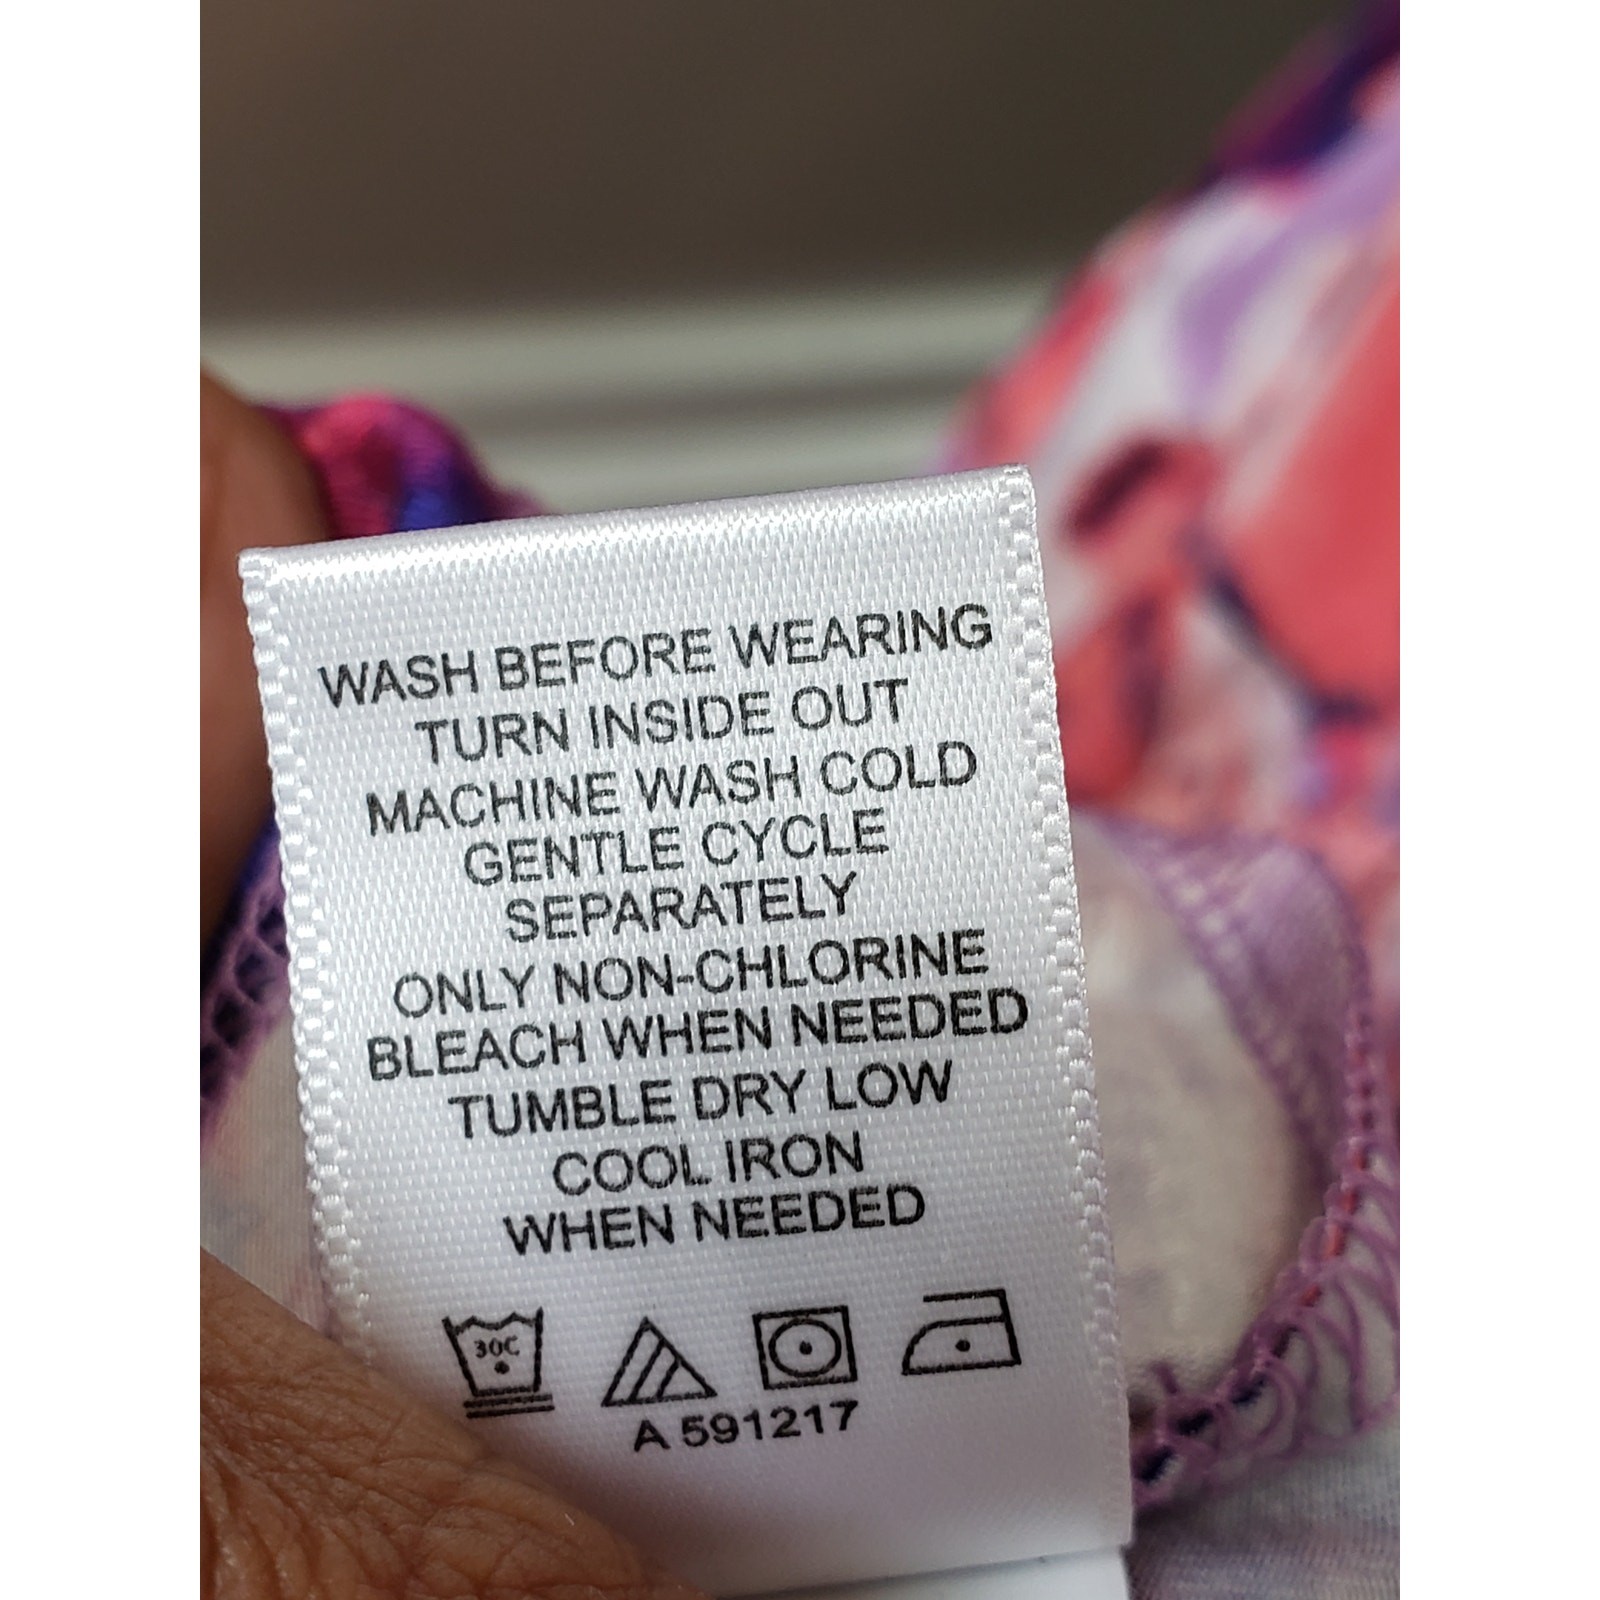 WASH BEFORE WEARING
TURN INSIDE OUT
MACHINE WASH COLD
GENTLE CYCLE
SEPARATELY
ONLY NON-CHLORINE
BLEACH WHEN NEEDED
TUMBLE DRY LOW
COOL IRON
WHEN NEEDED
30C
A 591217